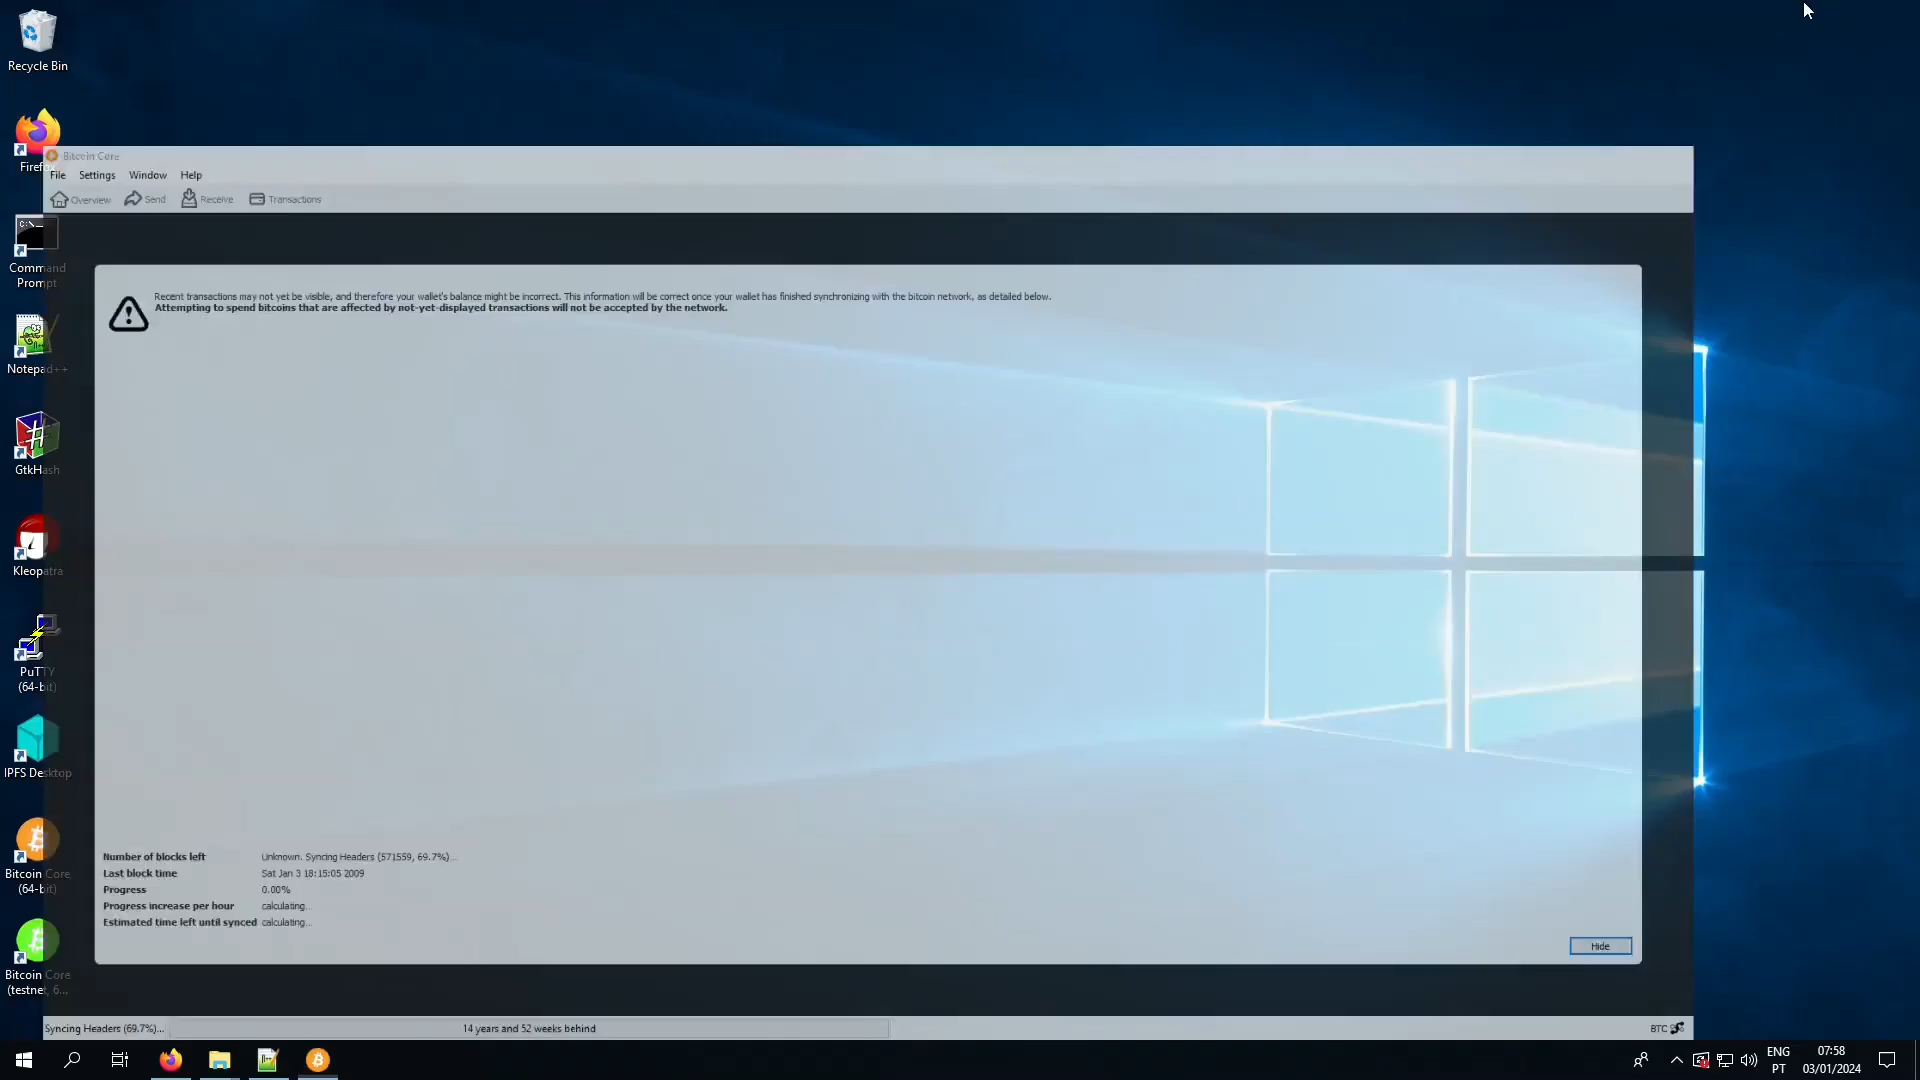 Recycle Bin
Firefox
Command
Prompt
Notepad++
GtkHash
Kleopatra
PuTTY
(64-bit)
IPFS Desktop
Bitcoin Core
(64-bit)
Bitcoin Core
(testnet, 6...
Bitcoin Core
File Settings Window Help
Overview Send Receive Transactions
Recent transactions may not yet be visible, and therefore your wallet's balance might be incorrect. This information will be correct once your wallet has finished synchronizing with the bitcoin network, as detailed below.
Attempting to spend bitcoins that are affected by not-yet-displayed transactions will not be accepted by the network.
Number of blocks left Unknown. Syncing Headers (571559, 69.7%)...
Last block time Sat Jan 3 18:15:05 2009
Progress 0.00%
Progress increase per hour calculating...
Estimated time left until synced calculating...
Hide
Syncing Headers (69.7%)... 14 years and 52 weeks behind BTC
ENG 07:58
PT 03/01/2024